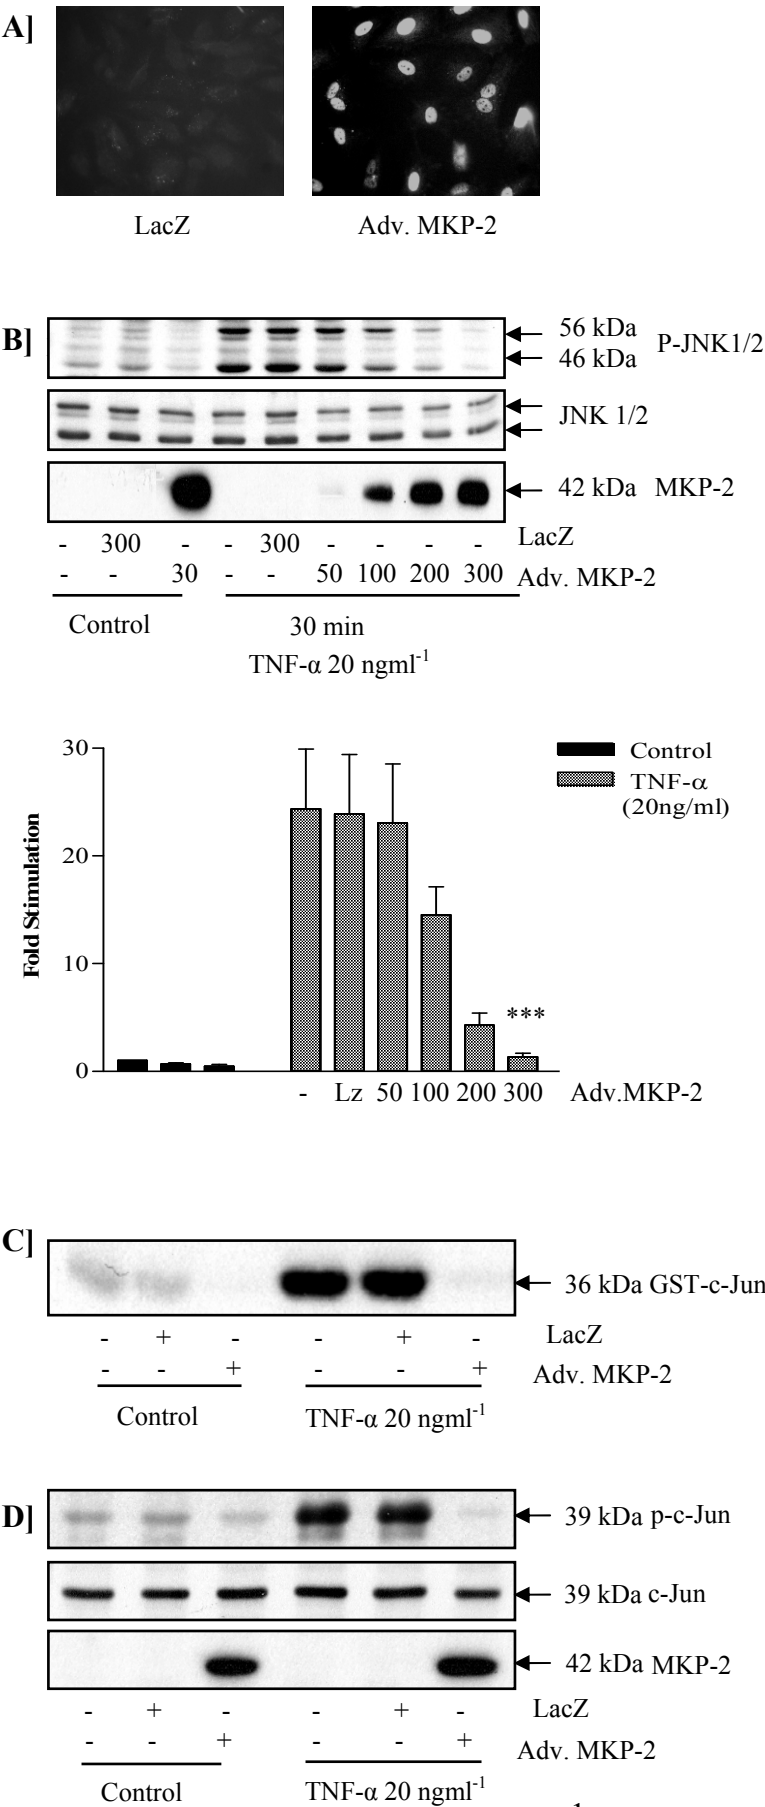 A]
LacZ Adv. MKP-2
B]
56 kDa P-JNK1/2
46 kDa
JNK 1/2
42 kDa MKP-2
- 300 - - 300 - - - - LacZ
- - 30 - - 50 100 200 300 Adv. MKP-2
Control 30 min
TNF-α 20 ngml-1
30
20
10
0
Fold Stimulation
Control
TNF-α
(20ng/ml)
***
- Lz 50 100 200 300 Adv.MKP-2
C]
36 kDa GST-c-Jun
- + - - + - LacZ
- - + - - + Adv. MKP-2
Control TNF-α 20 ngml-1
D]
39 kDa p-c-Jun
39 kDa c-Jun
42 kDa MKP-2
- + - - + - LacZ
- - + - - + Adv. MKP-2
Control TNF-α 20 ngml-1